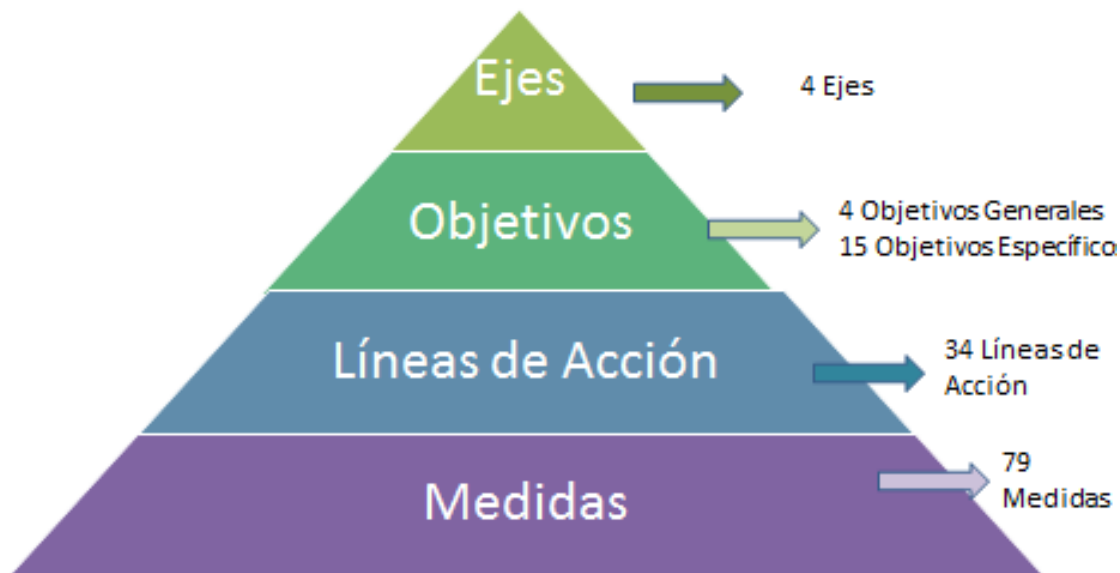 Ejes
4 Ejes
Objetivos
4 Objetivos Generales
15 Objetivos Específico
Líneas de Acción
34 Líneas de
Acción
Medidas
79
Medidas